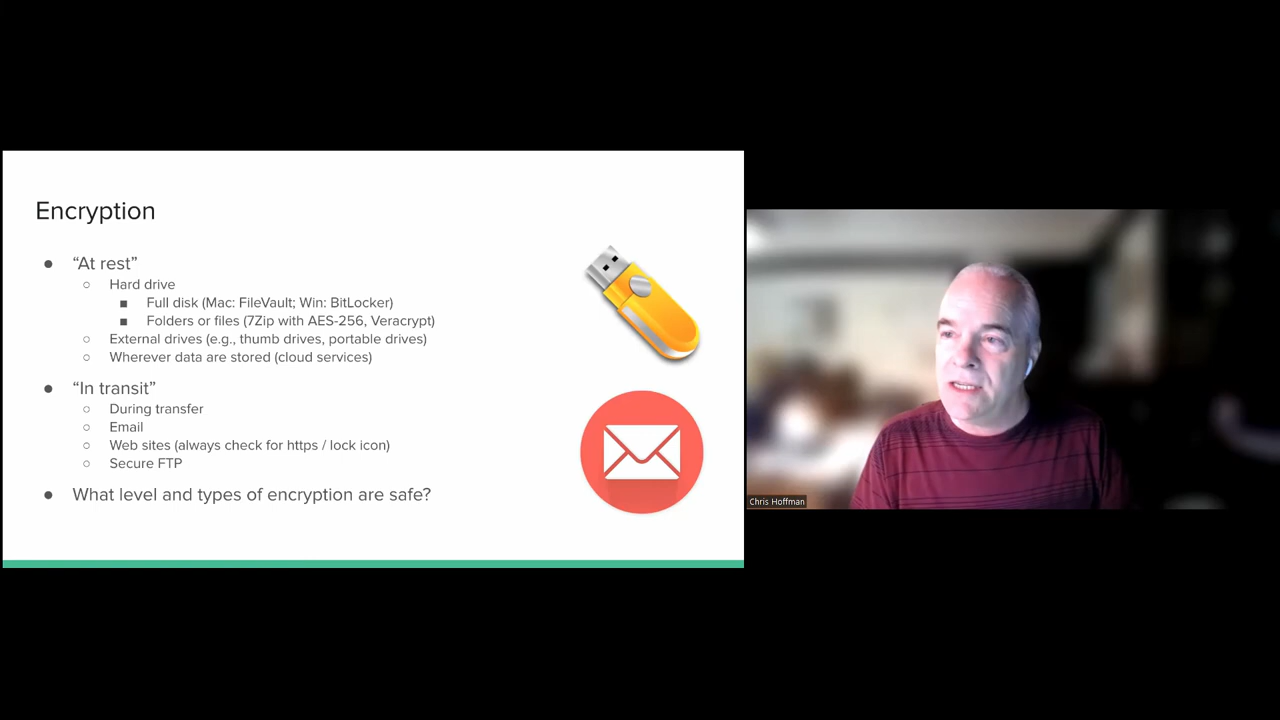 Encryption
● “At rest”
○ Hard drive
■ Full disk (Mac: FileVault; Win: BitLocker)
■ Folders or files (7Zip with AES-256, Veracrypt)
○ External drives (e.g., thumb drives, portable drives)
○ Wherever data are stored (cloud services)
● “In transit”
○ During transfer
○ Email
○ Web sites (always check for https / lock icon)
○ Secure FTP
● What level and types of encryption are safe?
Chris Hoffman